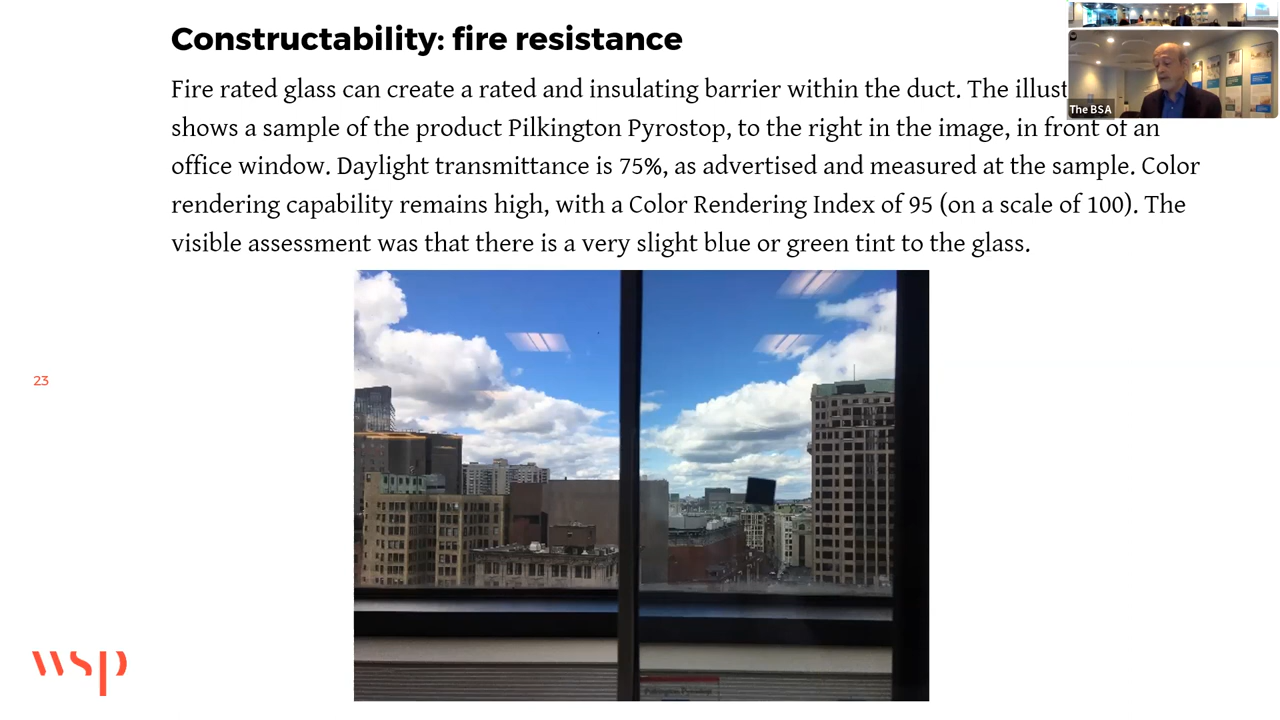 Constructability: fire resistance
Fire rated glass can create a rated and insulating barrier within the duct. The illust
shows a sample of the product Pilkington Pyrostop, to the right in the image, in front of an
office window. Daylight transmittance is 75%, as advertised and measured at the sample. Color
rendering capability remains high, with a Color Rendering Index of 95 (on a scale of 100). The
visible assessment was that there is a very slight blue or green tint to the glass.
The BSA
23
wsp
Pilkington Pyrostop